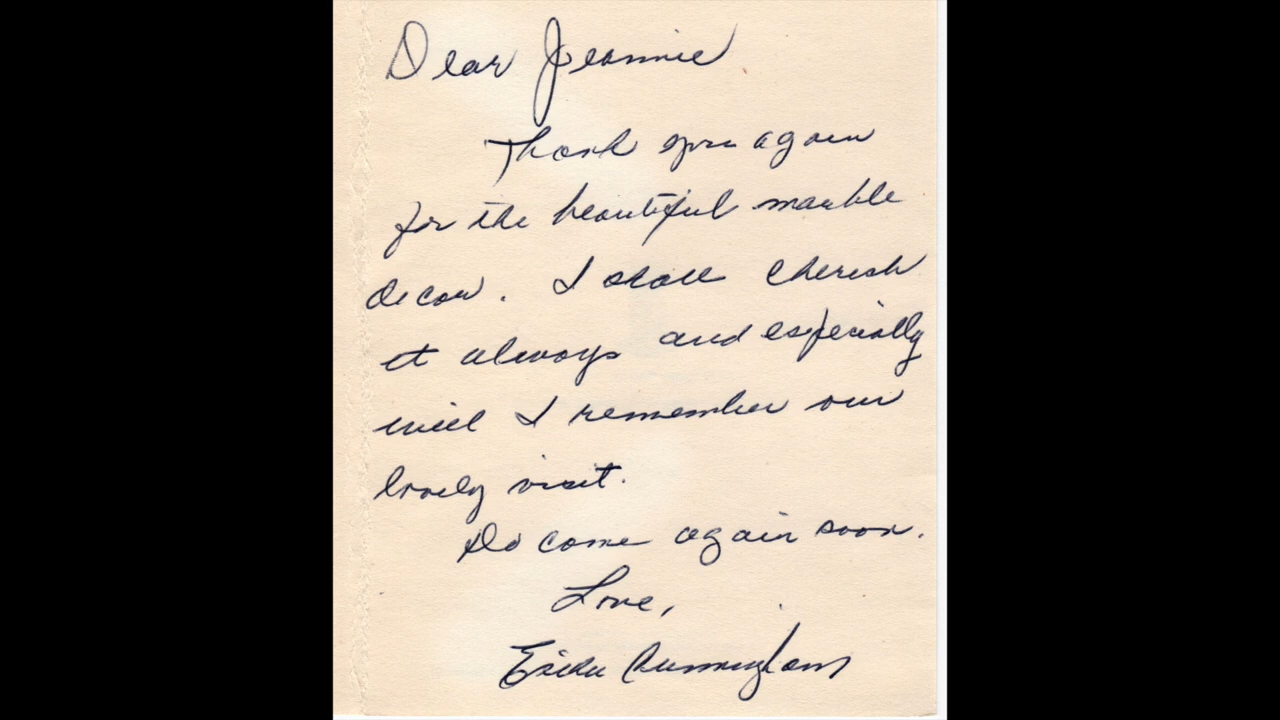 Dear Jeannie
Thank you again
for the beautiful marble
decor. I shall cherish
it always and especially
will I remember our
lovely visit.
Do come again soon.
Love,
Cunningham